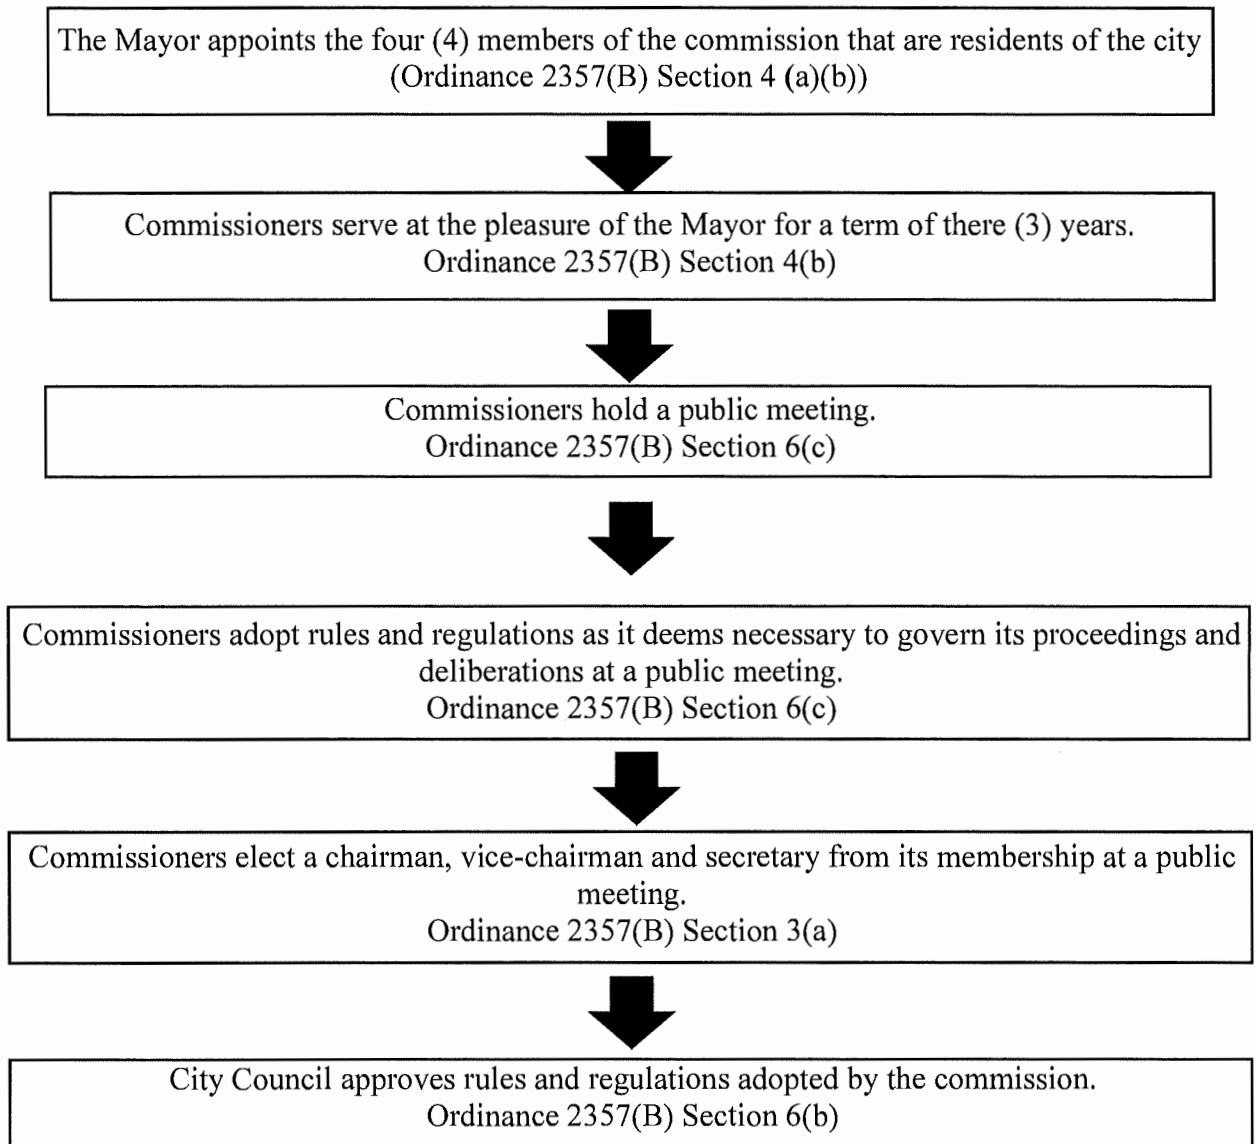 The Mayor appoints the four (4) members of the commission that are residents of the city
(Ordinance 2357(B) Section 4 (a)(b))
Commissioners serve at the pleasure of the Mayor for a term of there (3) years.
Ordinance 2357(B) Section 4(b)
Commissioners hold a public meeting.
Ordinance 2357(B) Section 6(c)
Commissioners adopt rules and regulations as it deems necessary to govern its proceedings and
deliberations at a public meeting.
Ordinance 2357(B) Section 6(c)
Commissioners elect a chairman, vice-chairman and secretary from its membership at a public
meeting.
Ordinance 2357(B) Section 3(a)
City Council approves rules and regulations adopted by the commission.
Ordinance 2357(B) Section 6(b)